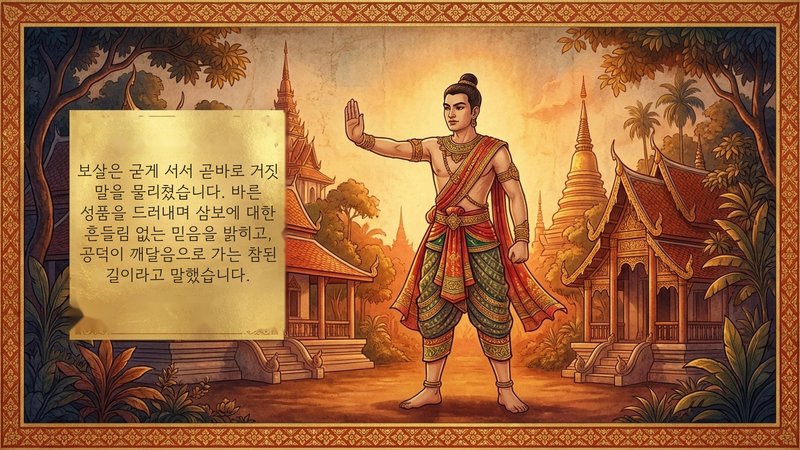 보살은 굳게 서서 곧바로 거짓
말을 물리쳤습니다. 바른
성품을 드러내며 삼보에 대한
흔들림 없는 믿음을 밝히고,
공덕이 깨달음으로 가는 참된
길이라고 말했습니다.